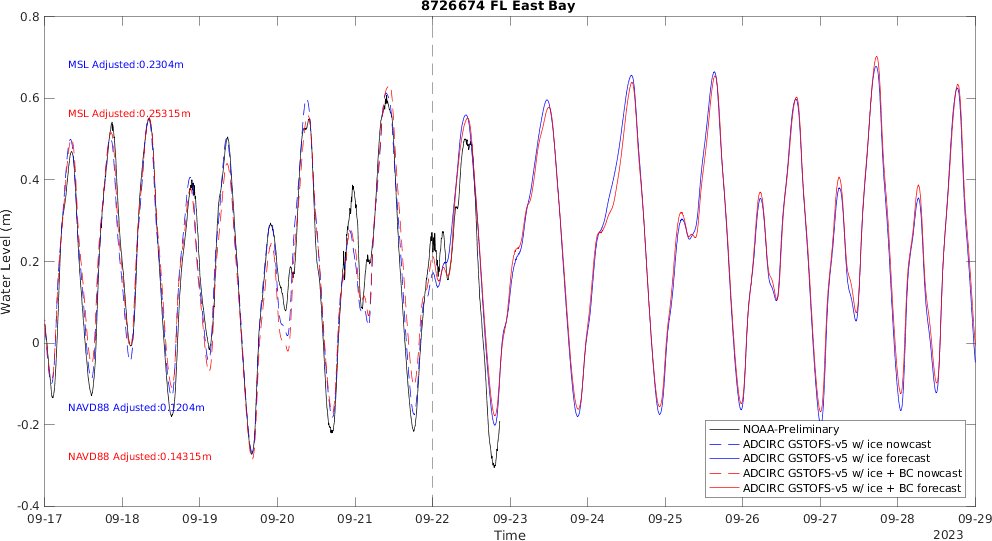 8726674 FL East Bay
0.8
0.6
0.4
0.2
0
-0.2
-0.4
Water Level (m)
MSL Adjusted:0.2304m
MSL Adjusted:0.25315m
NAVD88 Adjusted:0.1204m
NAVD88 Adjusted:0.14315m
NOAA-Preliminary
ADCIRC GSTOFS-v5 w/ ice nowcast
ADCIRC GSTOFS-v5 w/ ice forecast
ADCIRC GSTOFS-v5 w/ ice + BC nowcast
ADCIRC GSTOFS-v5 w/ ice + BC forecast
09-17 09-18 09-19 09-20 09-21 09-22 09-23 09-24 09-25 09-26 09-27 09-28 09-29
Time
2023